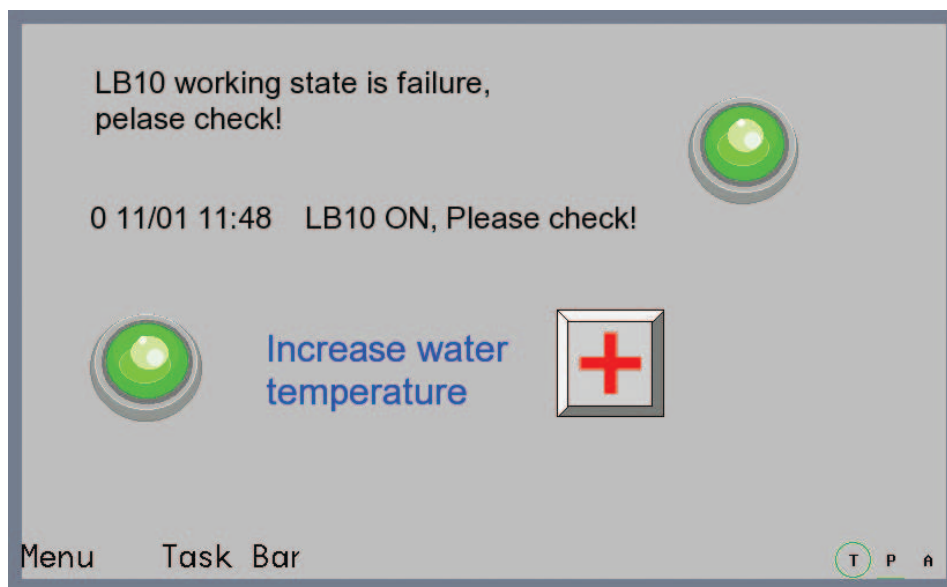 LB10 working state is failure,
pelase check!
0 11/01 11:48 LB10 ON, Please check!
Increase water
temperature
Menu Task Bar T P A